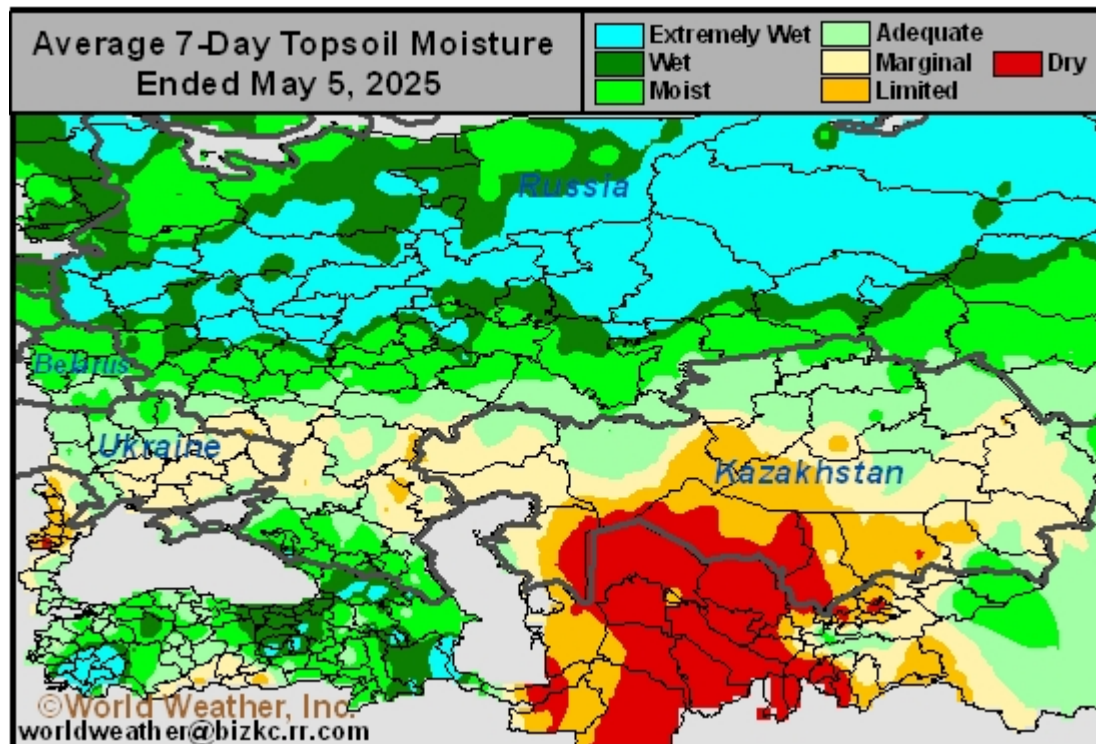 Average 7-Day Topsoil Moisture
Ended May 5, 2025
Extremely Wet
Wet
Moist
Adequate
Marginal
Limited
Dry
Russia
Belarus
Ukraine
Kazakhstan
©World Weather, Inc.
worldweather@bizkc.rr.com